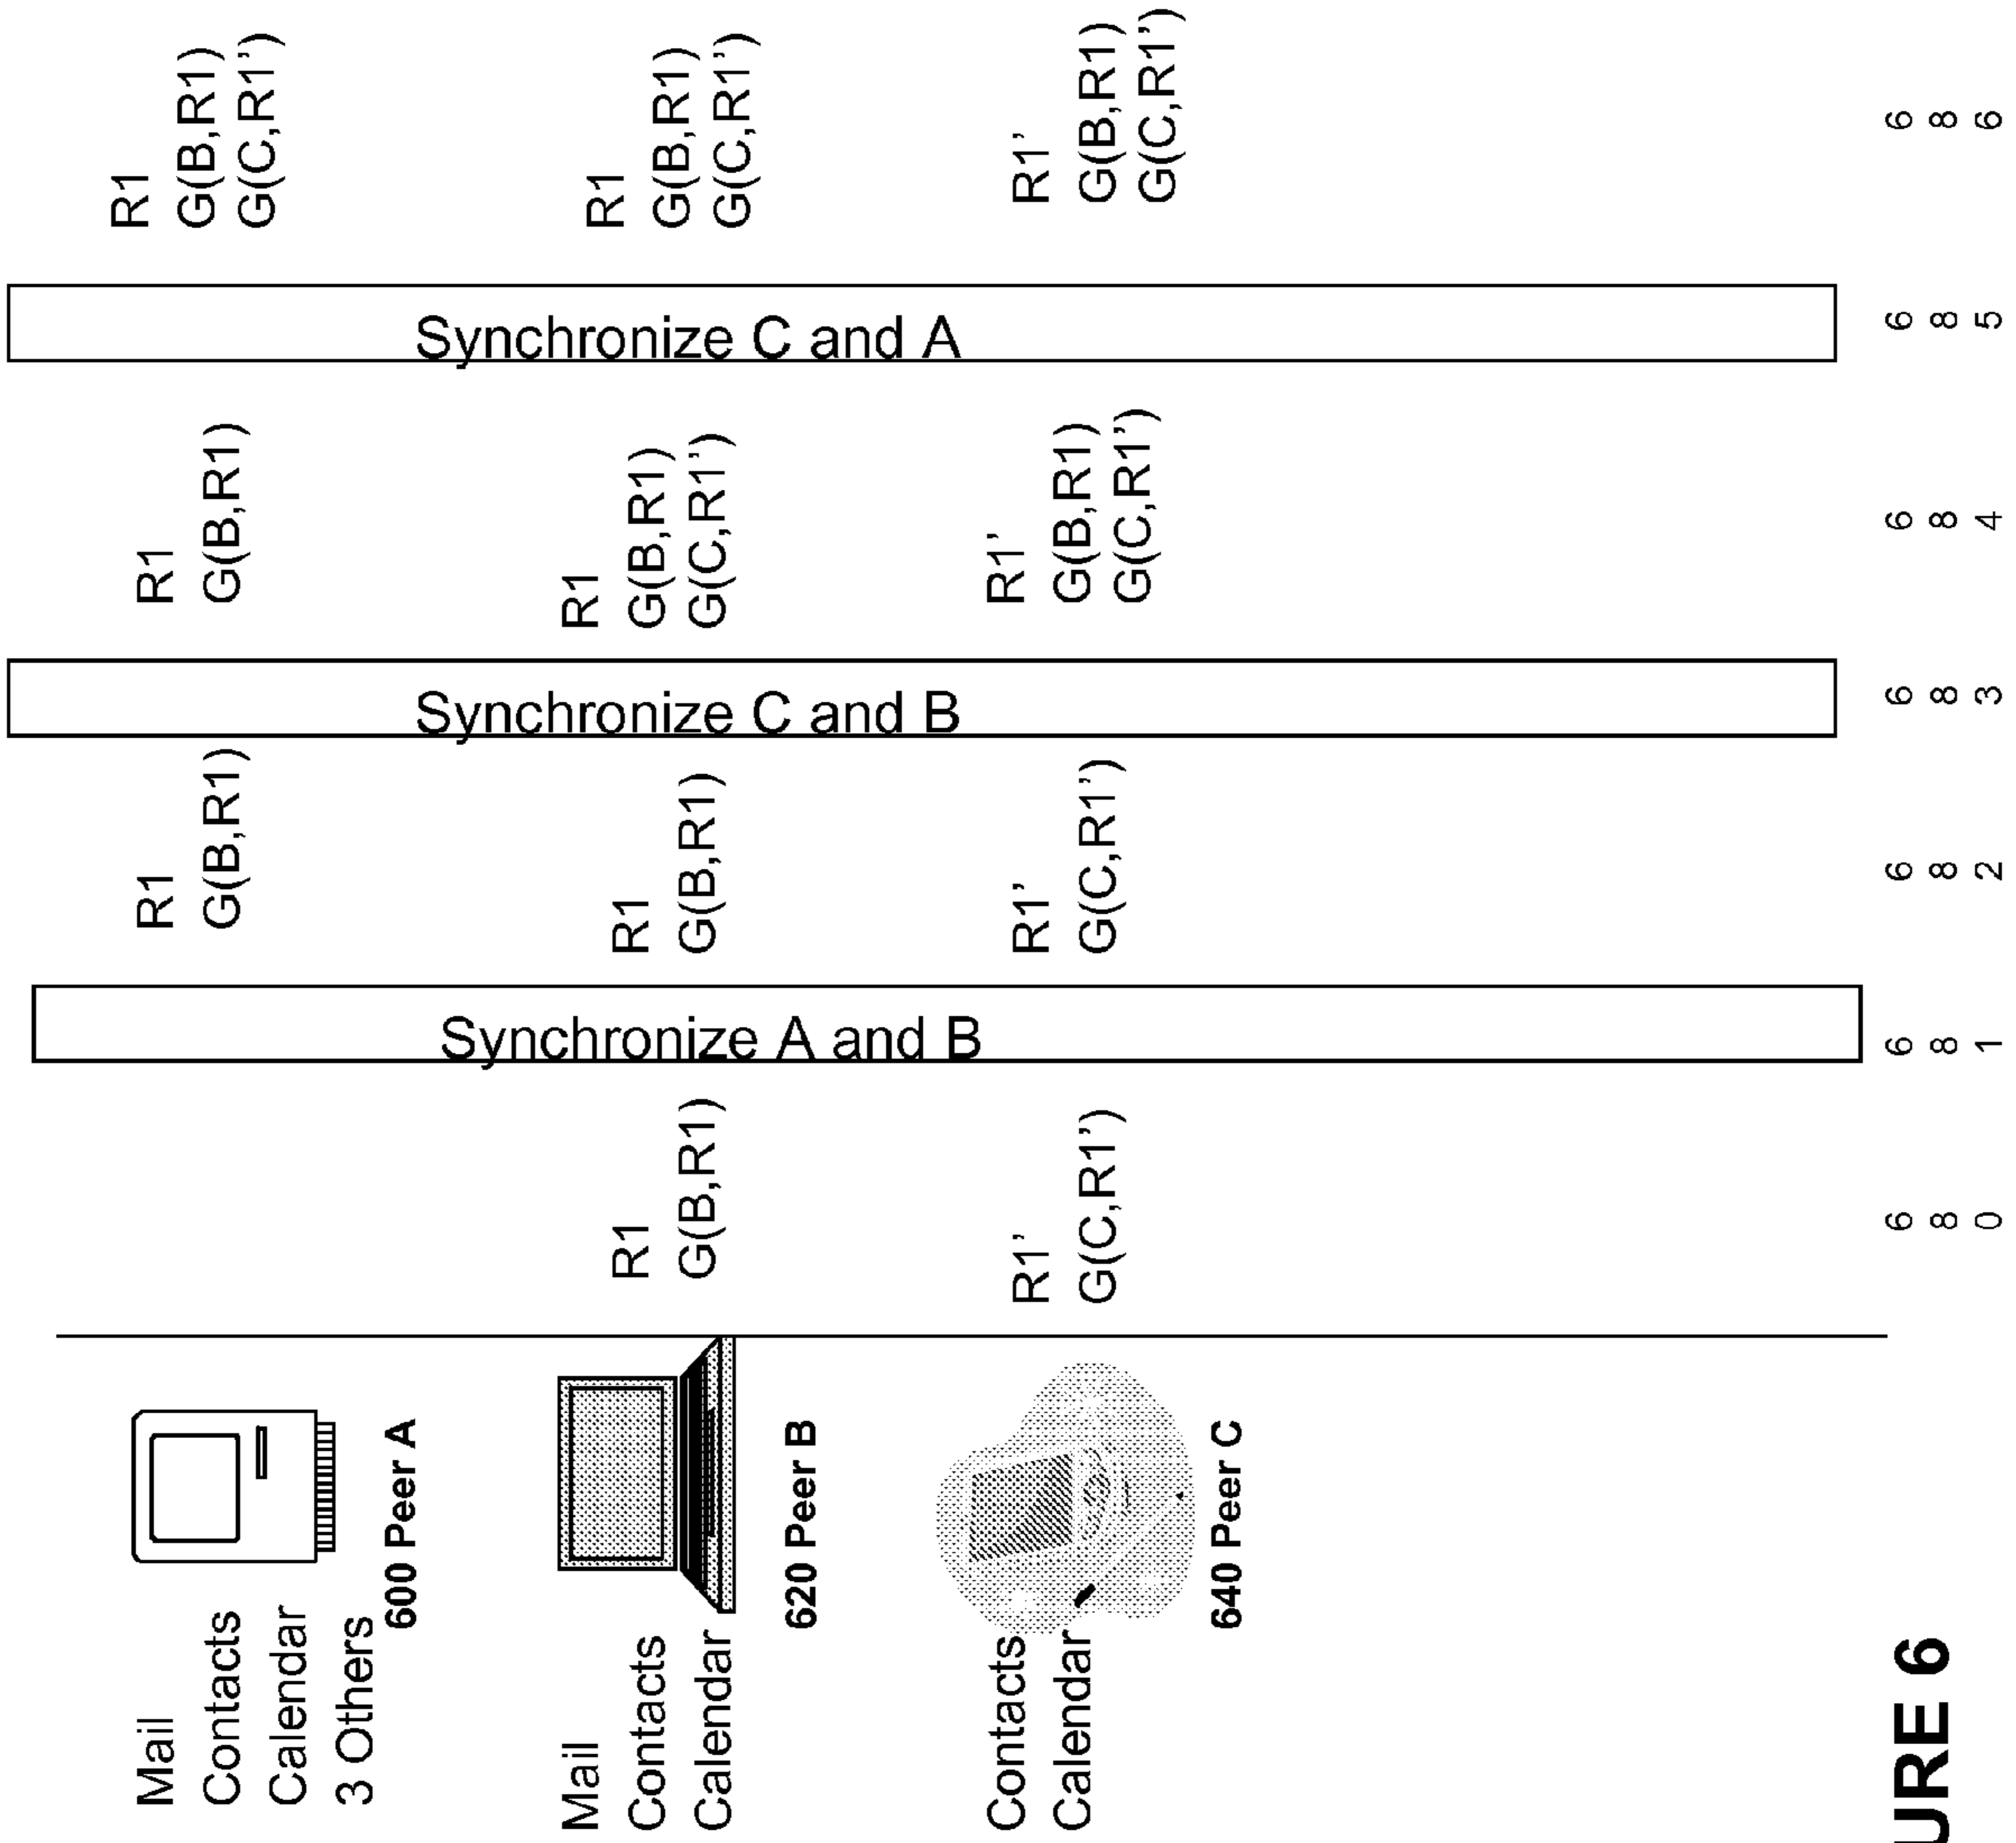 Mail
Contacts
Calendar
3 Others
600 Peer A
Mail
Contacts
Calendar
620 Peer B
Contacts
Calendar
640 Peer C
R1
G(B,R1)
R1'
G(C,R1')
680
Synchronize A and B
681
R1
G(B,R1)
R1
G(B,R1)
R1'
G(C,R1')
682
Synchronize C and B
683
R1
G(B,R1)
R1
G(B,R1)
G(C,R1')
R1'
G(B,R1)
G(C,R1')
684
Synchronize C and A
685
R1
G(B,R1)
G(C,R1')
R1
G(B,R1)
G(C,R1')
R1'
G(B,R1)
G(C,R1')
686
URE 6